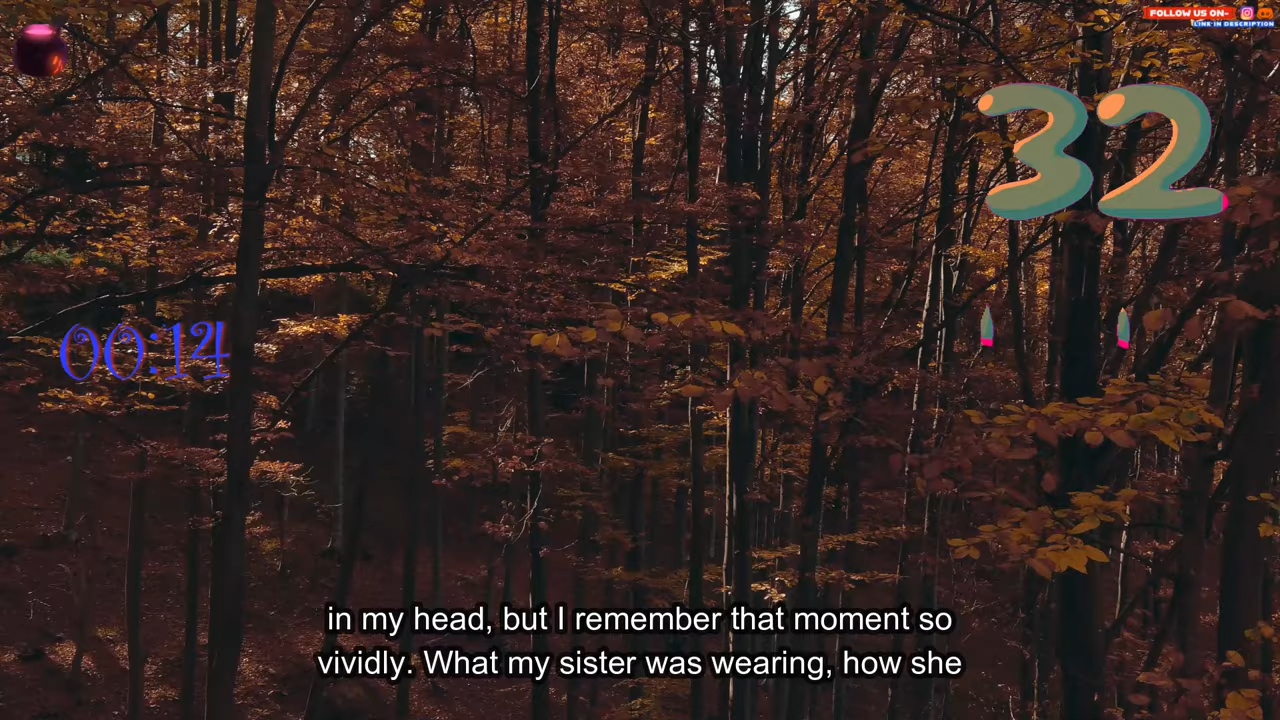 FOLLOW US ON-
LINK IN DESCRIPTION
32
00:14
in my head, but I remember that moment so
vividly. What my sister was wearing, how she